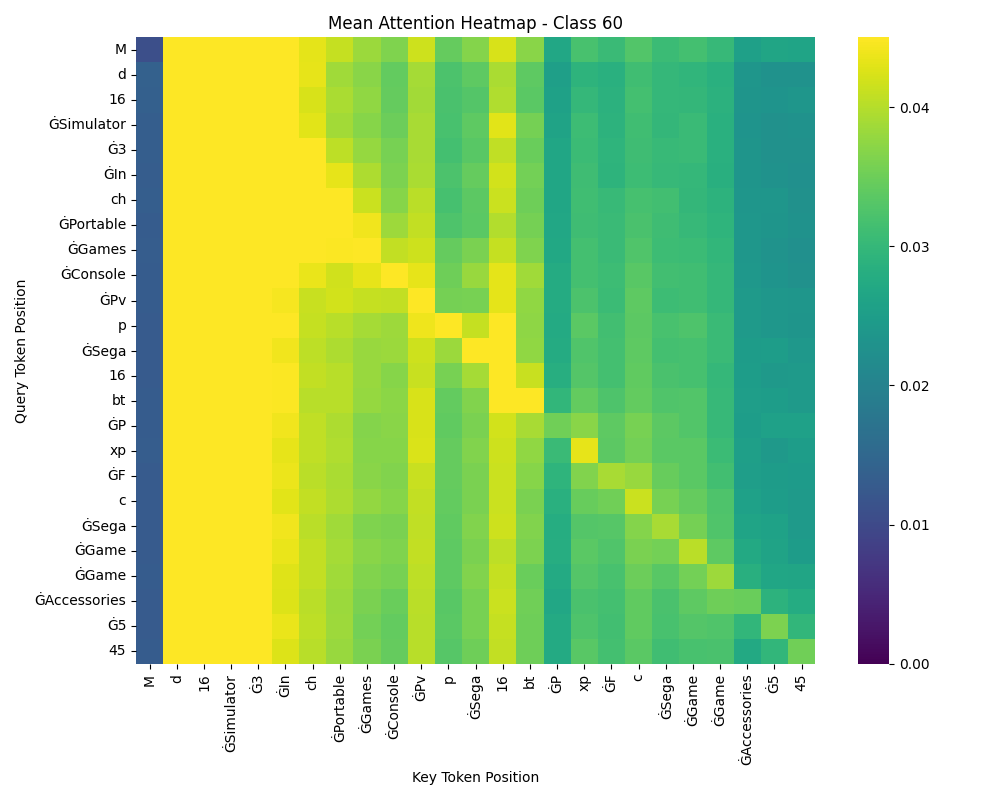 Mean Attention Heatmap - Class 60
M
d
16
ĠSimulator
Ġ3
ĠIn
ch
ĠPortable
ĠGames
ĠConsole
ĠPv
p
ĠSega
16
bt
ĠP
xp
ĠF
c
ĠSega
ĠGame
ĠGame
ĠAccessories
Ġ5
45
Query Token Position
M
d
16
ĠSimulator
Ġ3
ĠIn
ch
ĠPortable
ĠGames
ĠConsole
ĠPv
p
ĠSega
16
bt
ĠP
xp
ĠF
c
ĠSega
ĠGame
ĠGame
ĠAccessories
Ġ5
45
Key Token Position
0.04
0.03
0.02
0.01
0.00